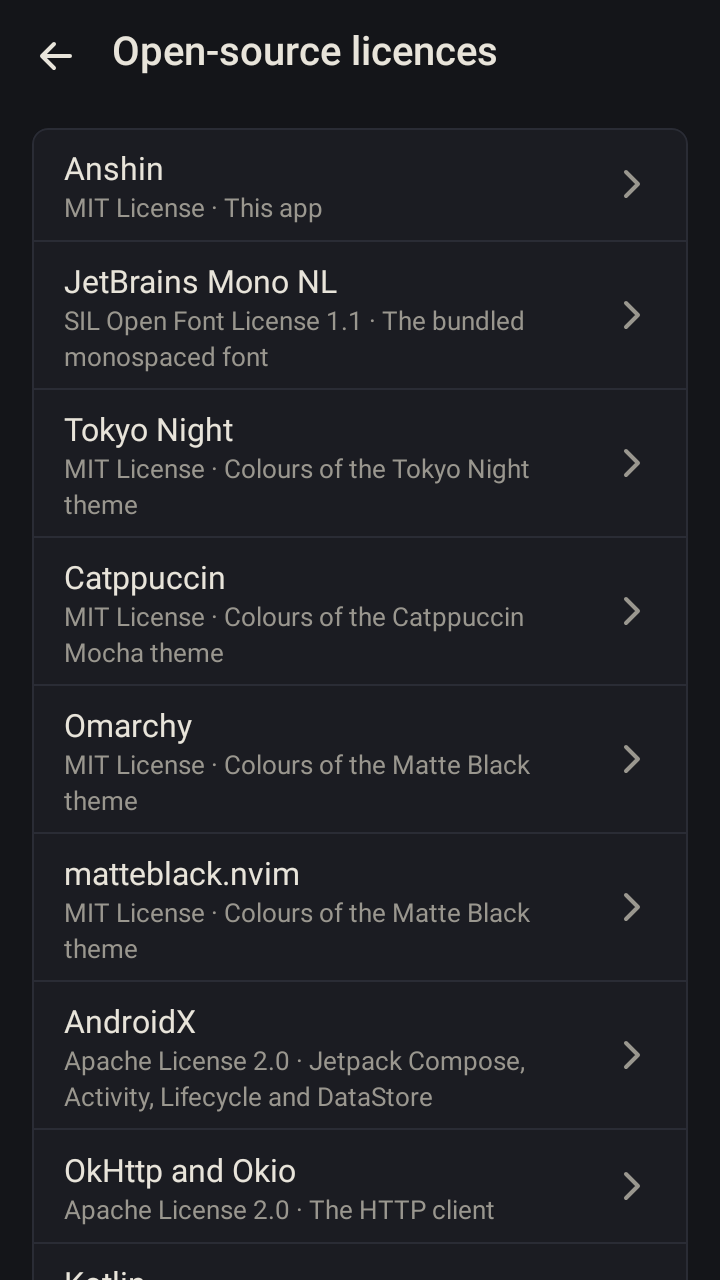 Open-source licences
Anshin
MIT License · This app
JetBrains Mono NL
SIL Open Font License 1.1 · The bundled
monospaced font
Tokyo Night
MIT License · Colours of the Tokyo Night
theme
Catppuccin
MIT License · Colours of the Catppuccin
Mocha theme
Omarchy
MIT License · Colours of the Matte Black
theme
matteblack.nvim
MIT License · Colours of the Matte Black
theme
AndroidX
Apache License 2.0 · Jetpack Compose,
Activity, Lifecycle and DataStore
OkHttp and Okio
Apache License 2.0 · The HTTP client
Kotlin